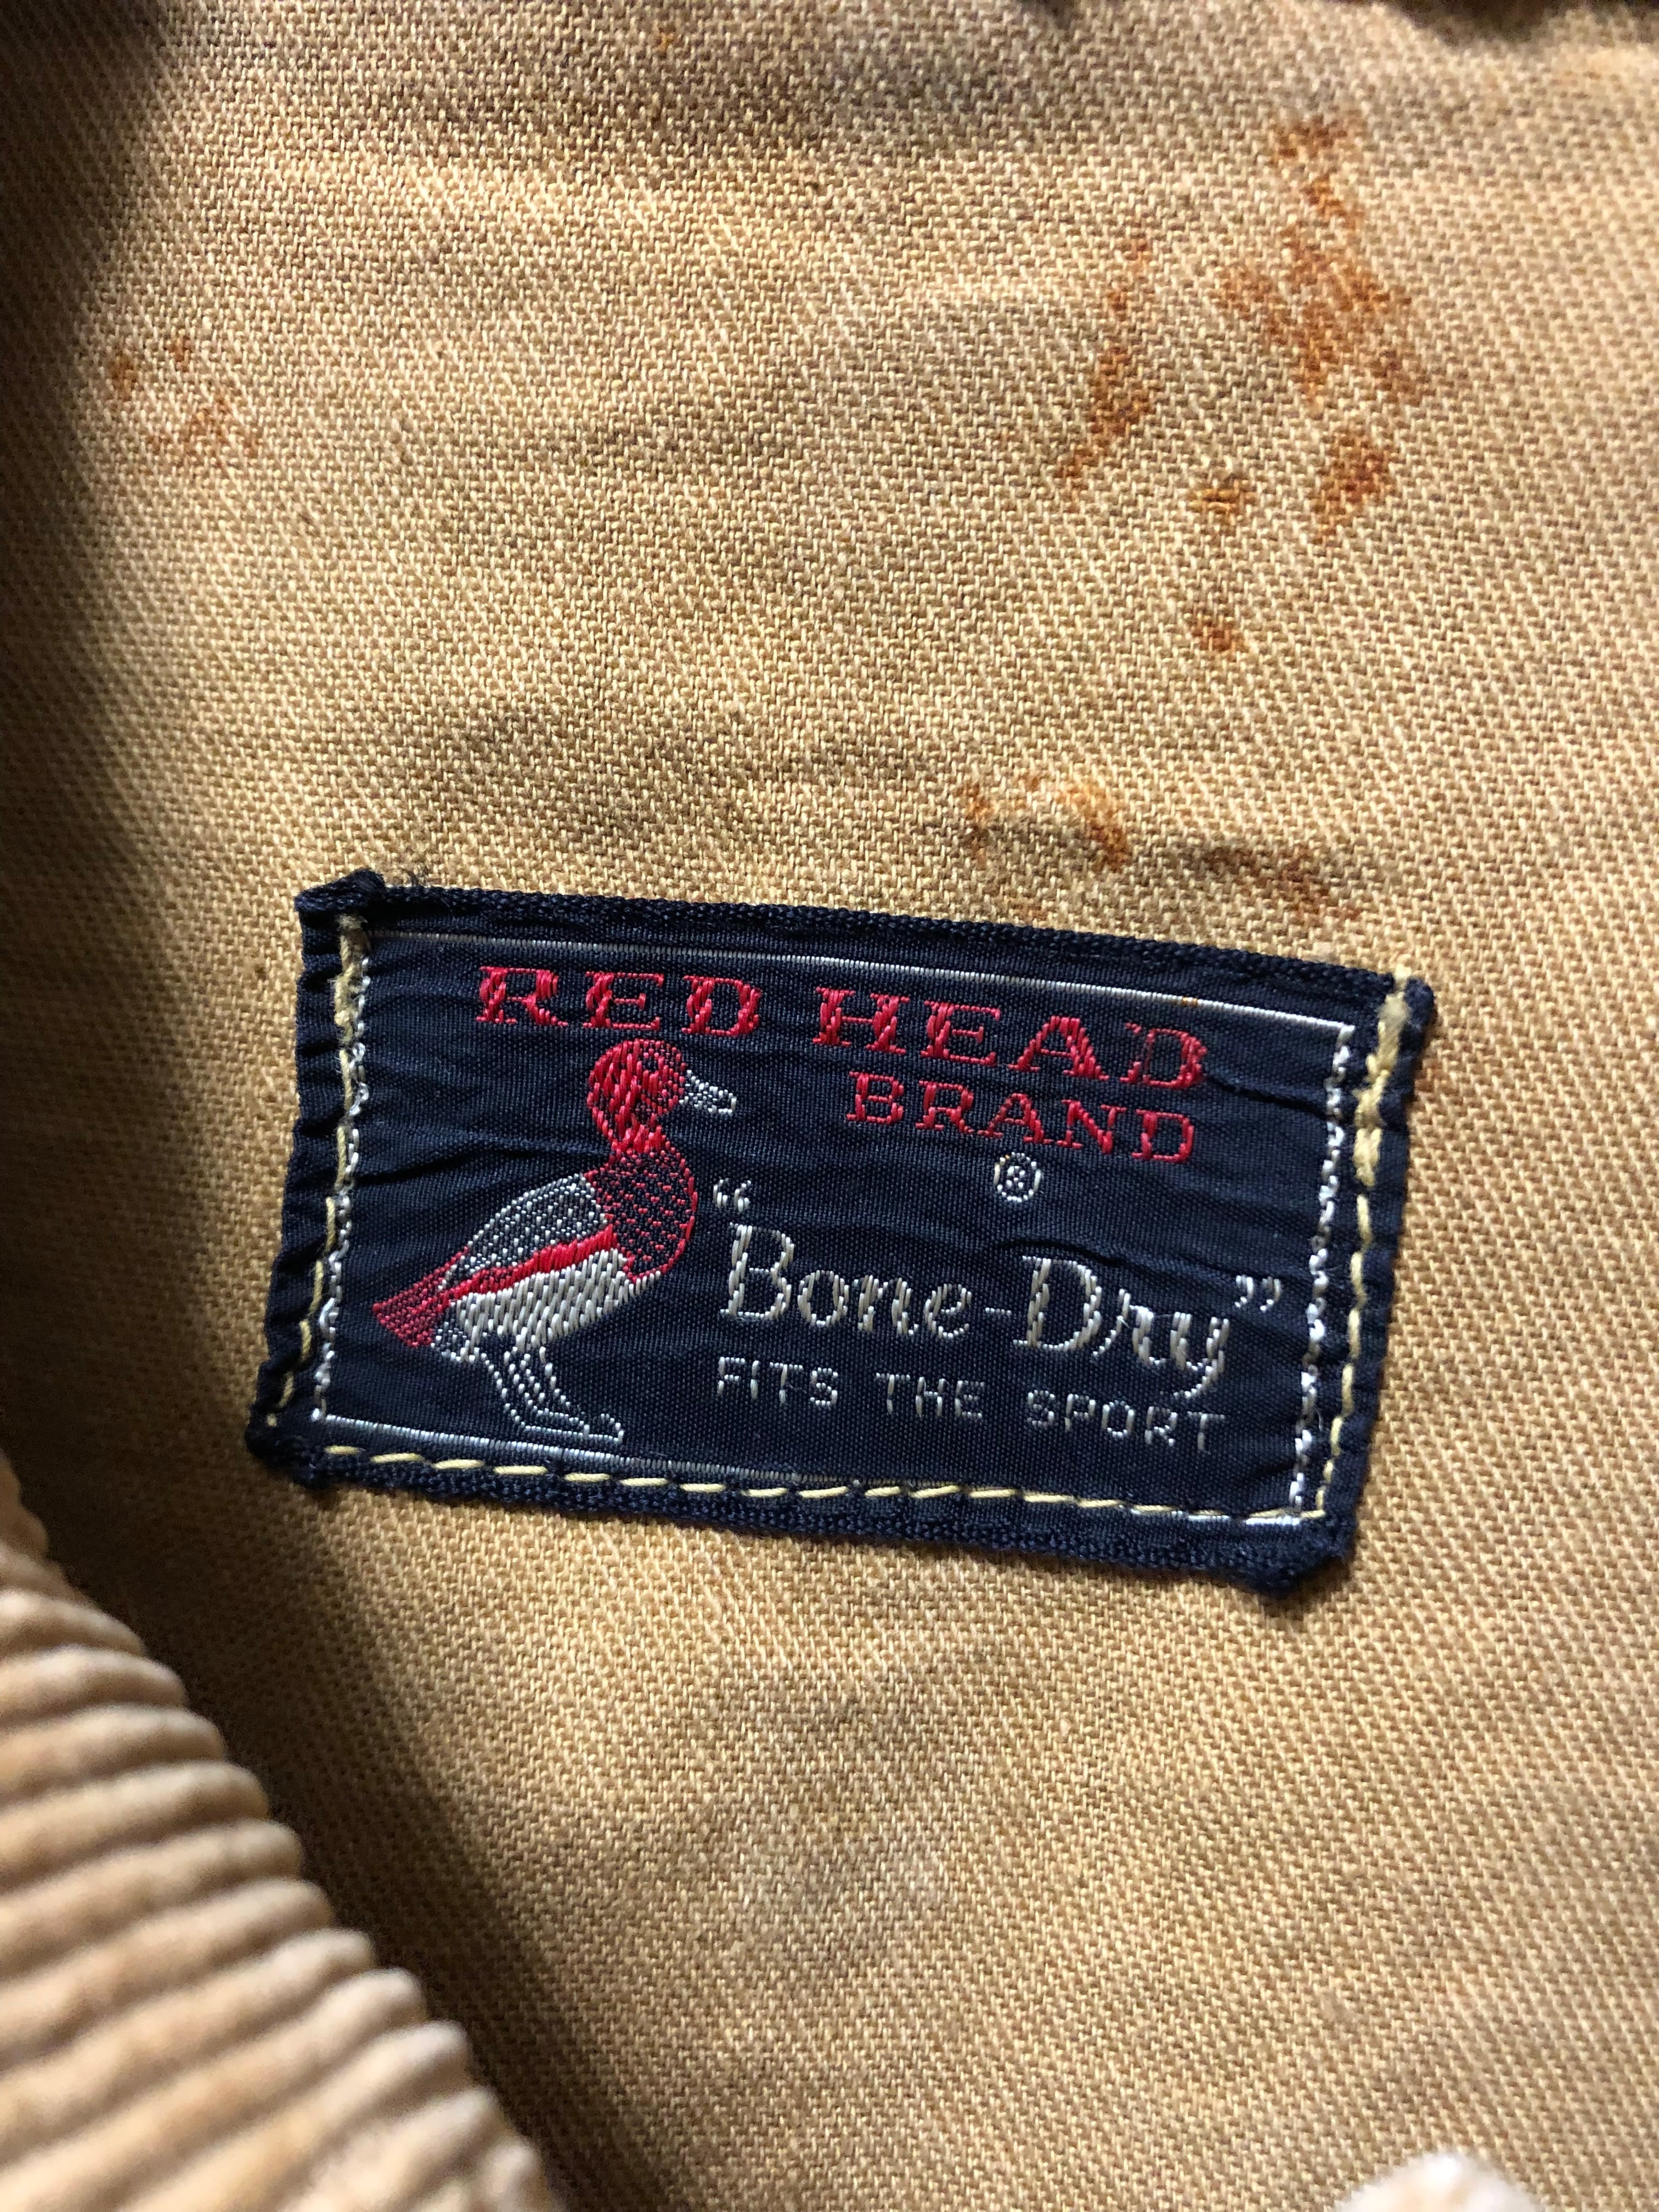 RED HEAD
BRAND
®
“Bone-Dry”
FITS THE SPORT